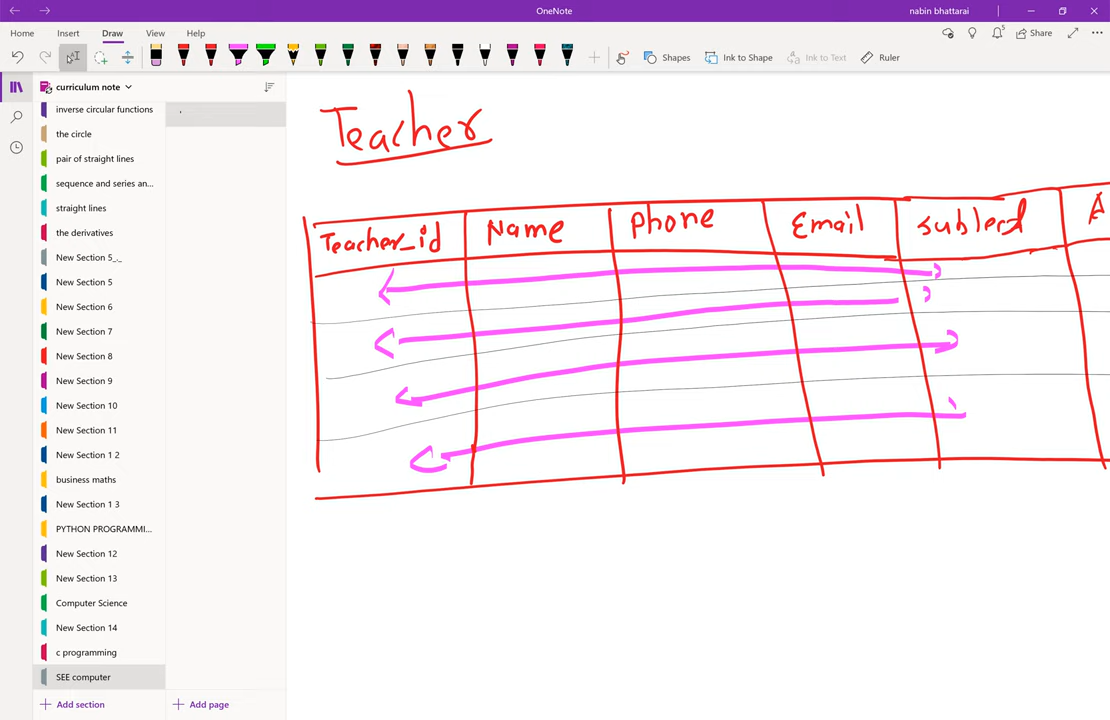 OneNote
nabin bhattarai
Home Insert Draw View Help
Share
Shapes
Ink to Shape
Ink to Text
Ruler
curriculum note
inverse circular functions
the circle
pair of straight lines
sequence and series an...
straight lines
the derivatives
New Section 5_._
New Section 5
New Section 6
New Section 7
New Section 8
New Section 9
New Section 10
New Section 11
New Section 1 2
business maths
New Section 1 3
PYTHON PROGRAMMI...
New Section 12
New Section 13
Computer Science
New Section 14
c programming
SEE computer
Add section
Add page
Teacher
Teacher_id Name Phone Email A